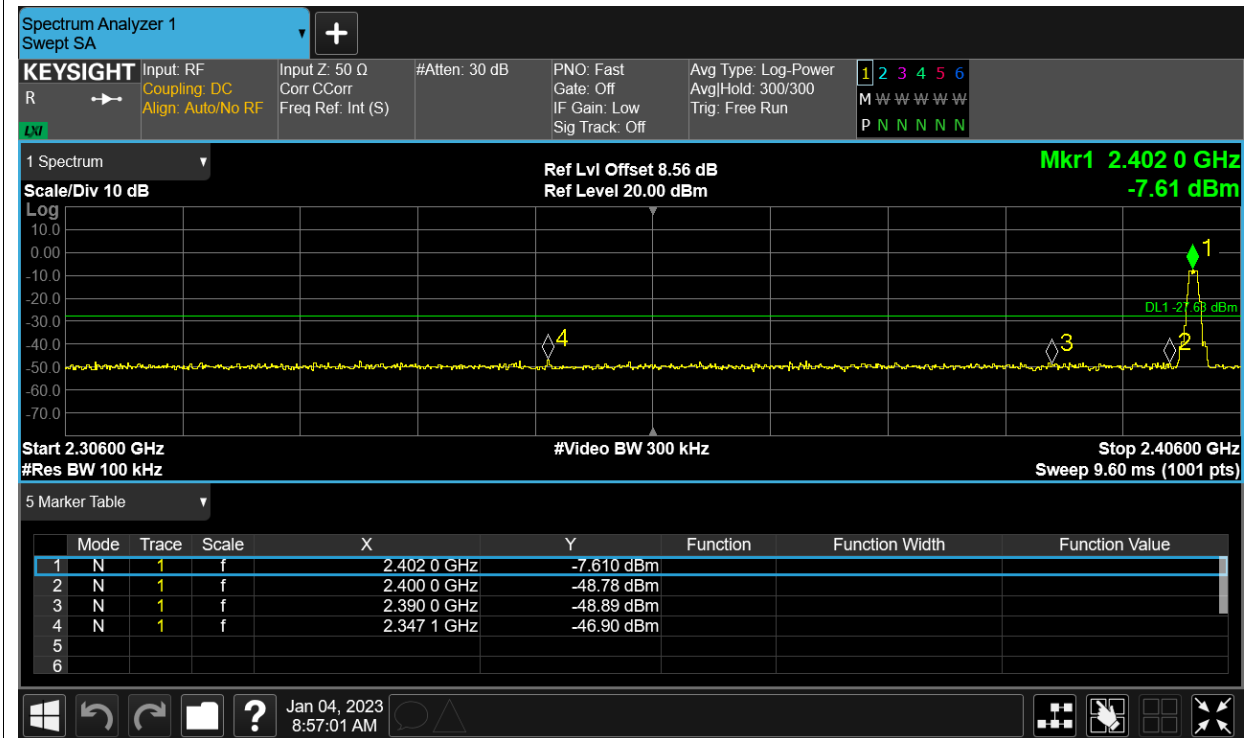 Spectrum Analyzer 1
Swept SA
KEYSIGHT
R
LXI
Input: RF
Coupling: DC
Align: Auto/No RF
Input Z: 50 Ω
Corr CCorr
Freq Ref: Int (S)
#Atten: 30 dB
PNO: Fast
Gate: Off
IF Gain: Low
Sig Track: Off
Avg Type: Log-Power
Avg|Hold: 300/300
Trig: Free Run
1 2 3 4 5 6
M W W W W W
P N N N N N
1 Spectrum
Scale/Div 10 dB
Ref Lvl Offset 8.56 dB
Ref Level 20.00 dBm
Mkr1 2.402 0 GHz
-7.61 dBm
Log
10.0
0.00
-10.0
-20.0
-30.0
-40.0
-50.0
-60.0
-70.0
1
DL1 -27.63 dBm
4
3
2
Start 2.30600 GHz
#Res BW 100 kHz
#Video BW 300 kHz
Stop 2.40600 GHz
Sweep 9.60 ms (1001 pts)
5 Marker Table
Mode Trace Scale X Y Function Function Width Function Value
1 N 1 f 2.402 0 GHz -7.610 dBm
2 N 1 f 2.400 0 GHz -48.78 dBm
3 N 1 f 2.390 0 GHz -48.89 dBm
4 N 1 f 2.347 1 GHz -46.90 dBm
5
6
?
Jan 04, 2023
8:57:01 AM